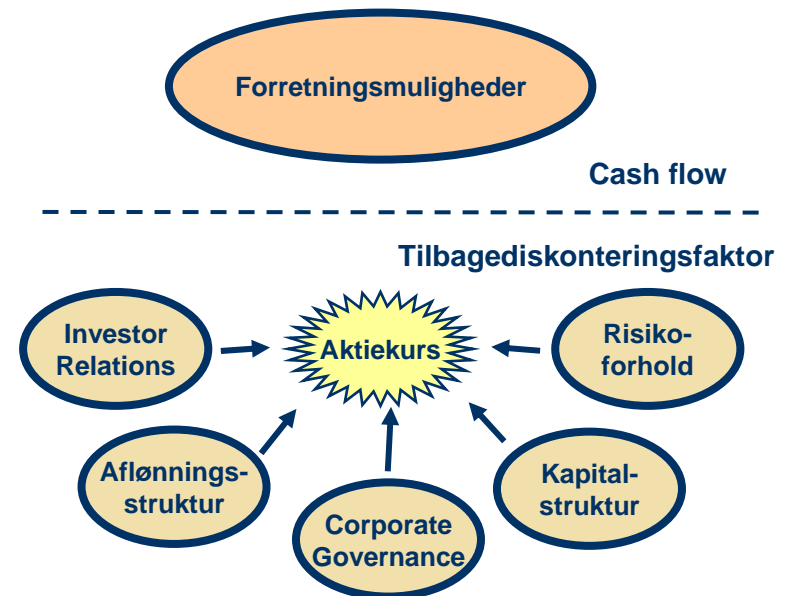 Forretningsmuligheder
Cash flow
Tilbagediskonteringsfaktor
Investor
Relations
Aktiekurs
Risiko-
forhold
Aflønnings-
struktur
Corporate
Governance
Kapital-
struktur